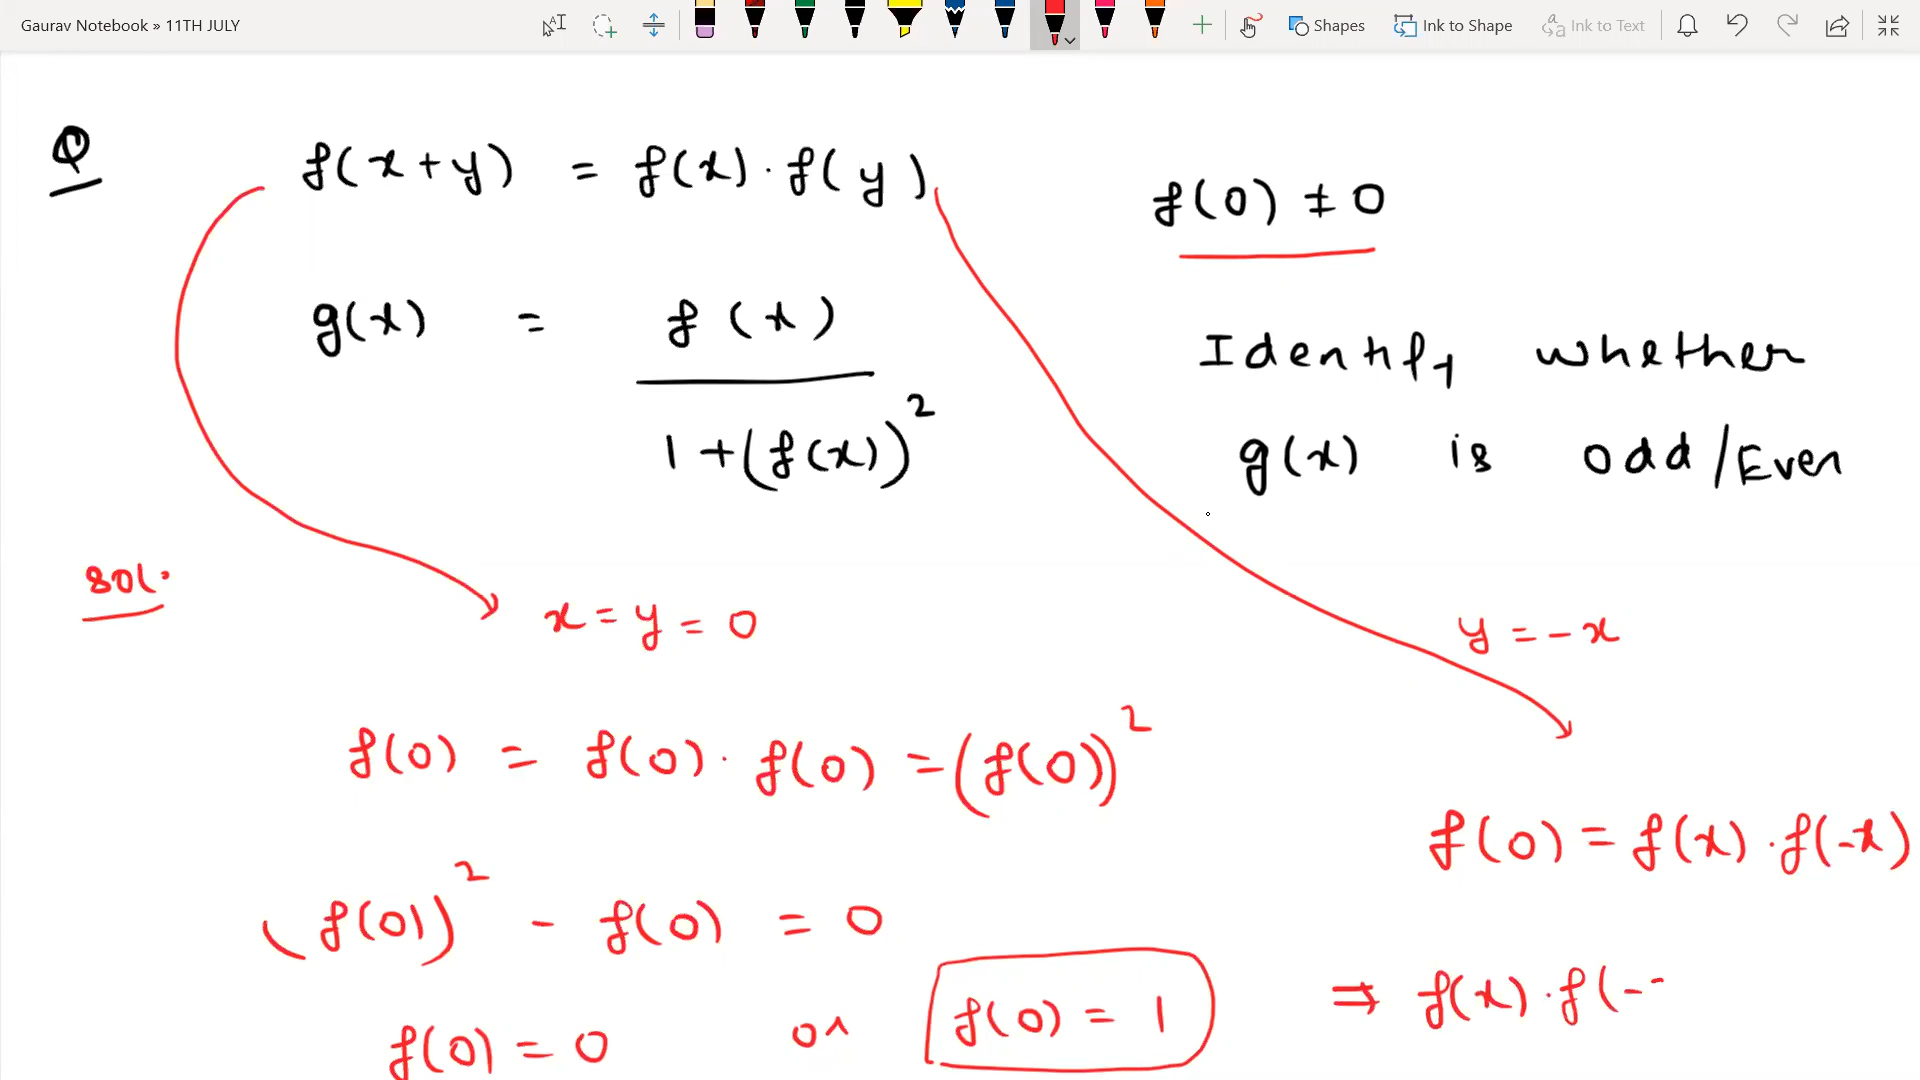 Gaurav Notebook » 11TH JULY
Shapes Ink to Shape Ink to Text
Q f(x+y) = f(x)·f(y) f(0) ≠ 0
g(x) = f(x) / 1+(f(x))²
Identify whether
g(x) is odd/Even
Sol.
x = y = 0
y = -x
f(0) = f(0)·f(0) = (f(0))²
f(0) = f(x)·f(-x)
(f(0))² - f(0) = 0
⇒ f(x)·f(-
f(0) = 0 or f(0) = 1